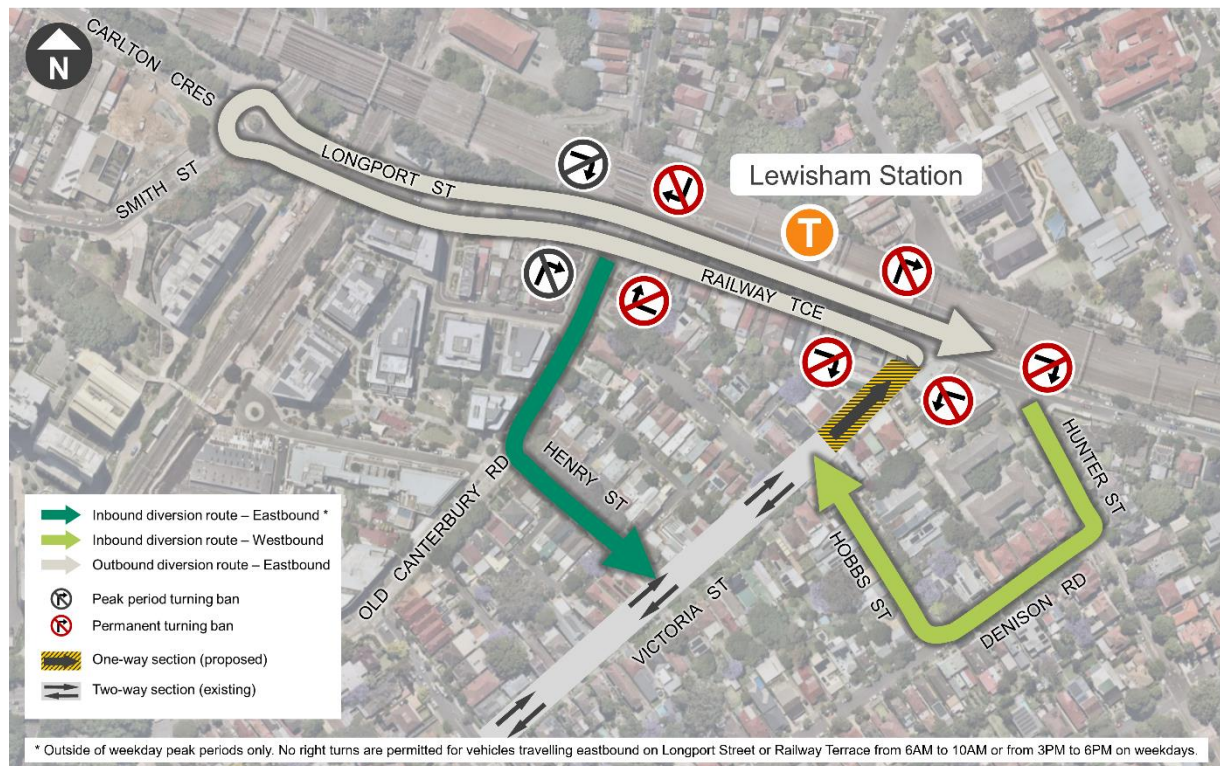 N
CARLTON CRES
SMITH ST
LONGPORT ST
Lewisham Station
T
RAILWAY TCE
HENRY ST
OLD CANTERBURY RD
VICTORIA ST
HOBBS ST
DENISON RD
HUNTER ST
Inbound diversion route – Eastbound *
Inbound diversion route – Westbound
Outbound diversion route – Eastbound
Peak period turning ban
Permanent turning ban
One-way section (proposed)
Two-way section (existing)
* Outside of weekday peak periods only. No right turns are permitted for vehicles travelling eastbound on Longport Street or Railway Terrace from 6AM to 10AM or from 3PM to 6PM on weekdays.